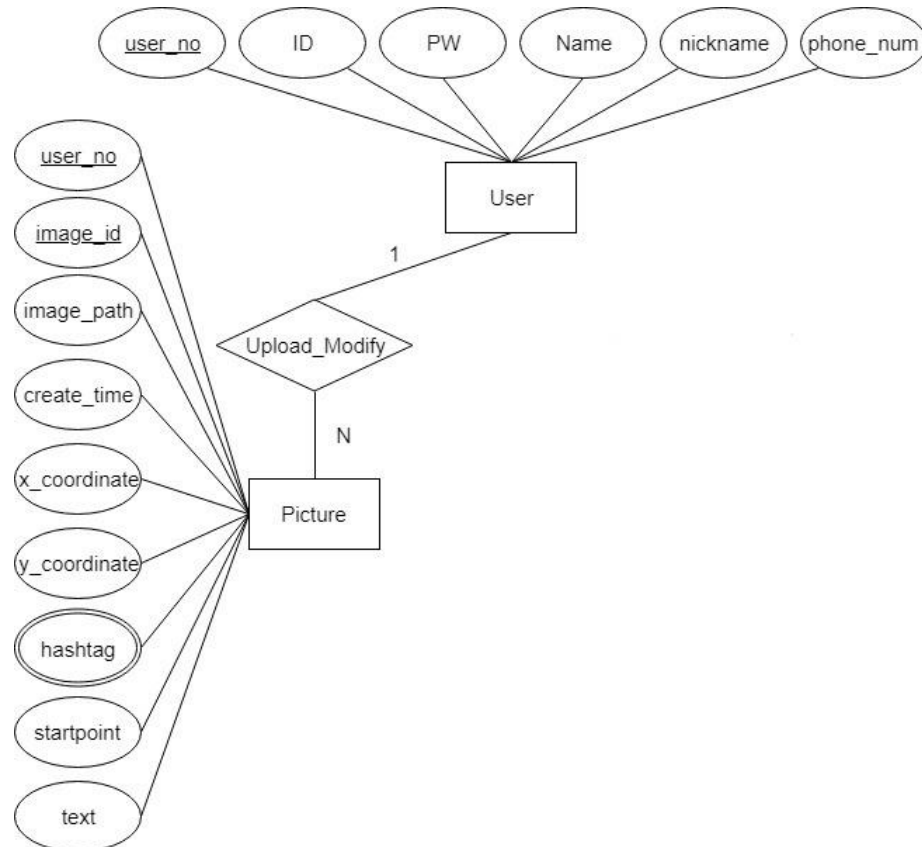 user_no
ID
PW
Name
nickname
phone_num
User
1
Upload_Modify
N
Picture
user_no
image_id
image_path
create_time
x_coordinate
y_coordinate
hashtag
startpoint
text